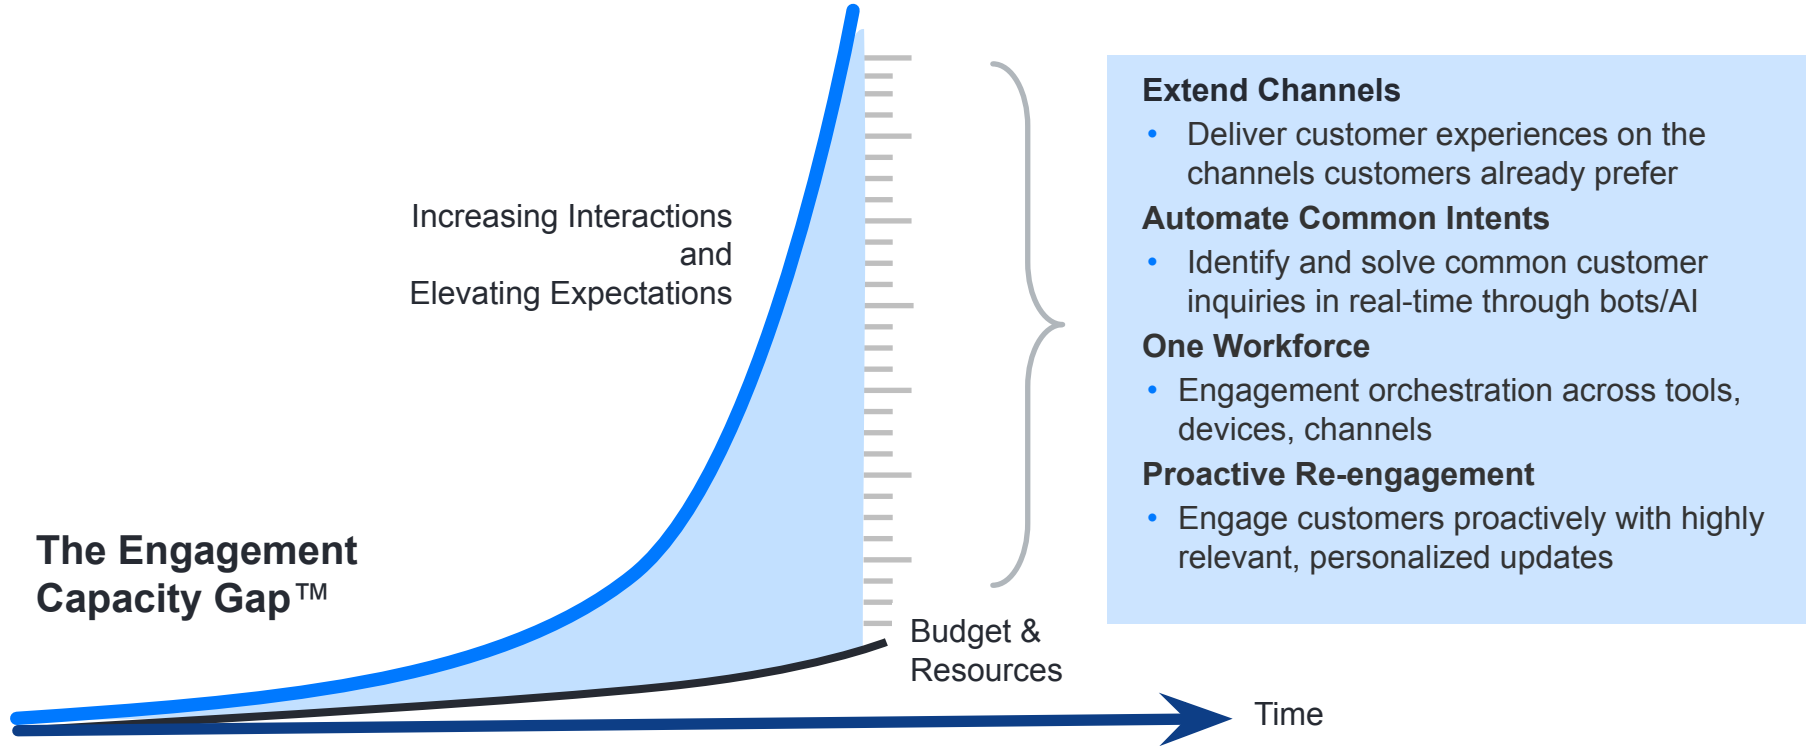 Increasing Interactions
and
Elevating Expectations
The Engagement
Capacity Gap™
Budget &
Resources
Time
Extend Channels
• Deliver customer experiences on the
channels customers already prefer
Automate Common Intents
• Identify and solve common customer
inquiries in real-time through bots/AI
One Workforce
• Engagement orchestration across tools,
devices, channels
Proactive Re-engagement
• Engage customers proactively with highly
relevant, personalized updates